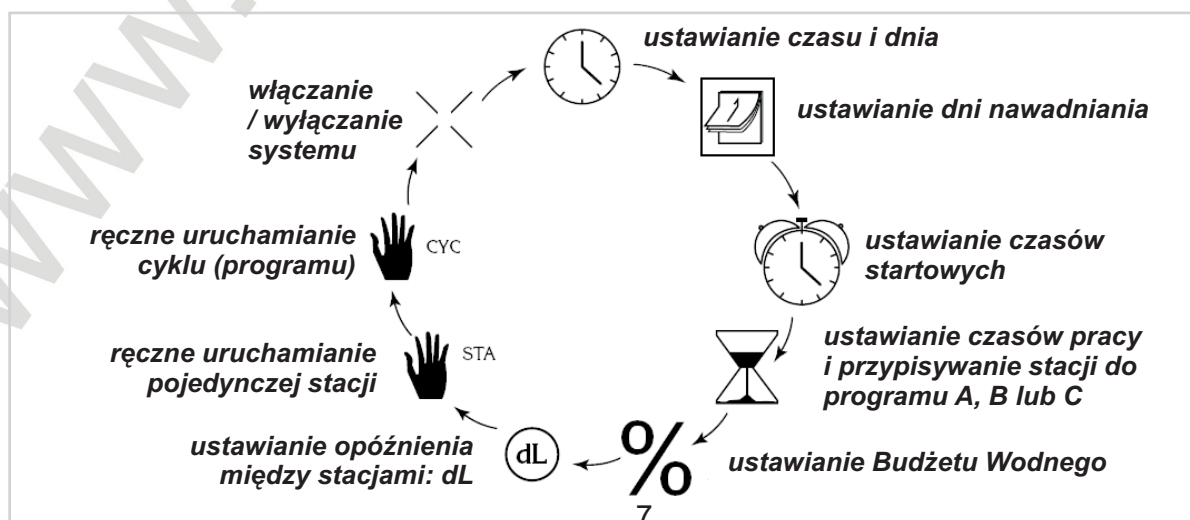 ustawianie czasu i dnia
ustawianie dni nawadniania
ustawianie czasów
startowych
ustawianie czasów pracy
i przypisywanie stacji do
programu A, B lub C
%
ustawianie Budżetu Wodnego
7
dL
ustawianie opóźnienia
między stacjami: dL
STA
ręczne uruchamianie
pojedynczej stacji
CYC
ręczne uruchamianie
cyklu (programu)
włączanie
/ wyłączanie
systemu
www.